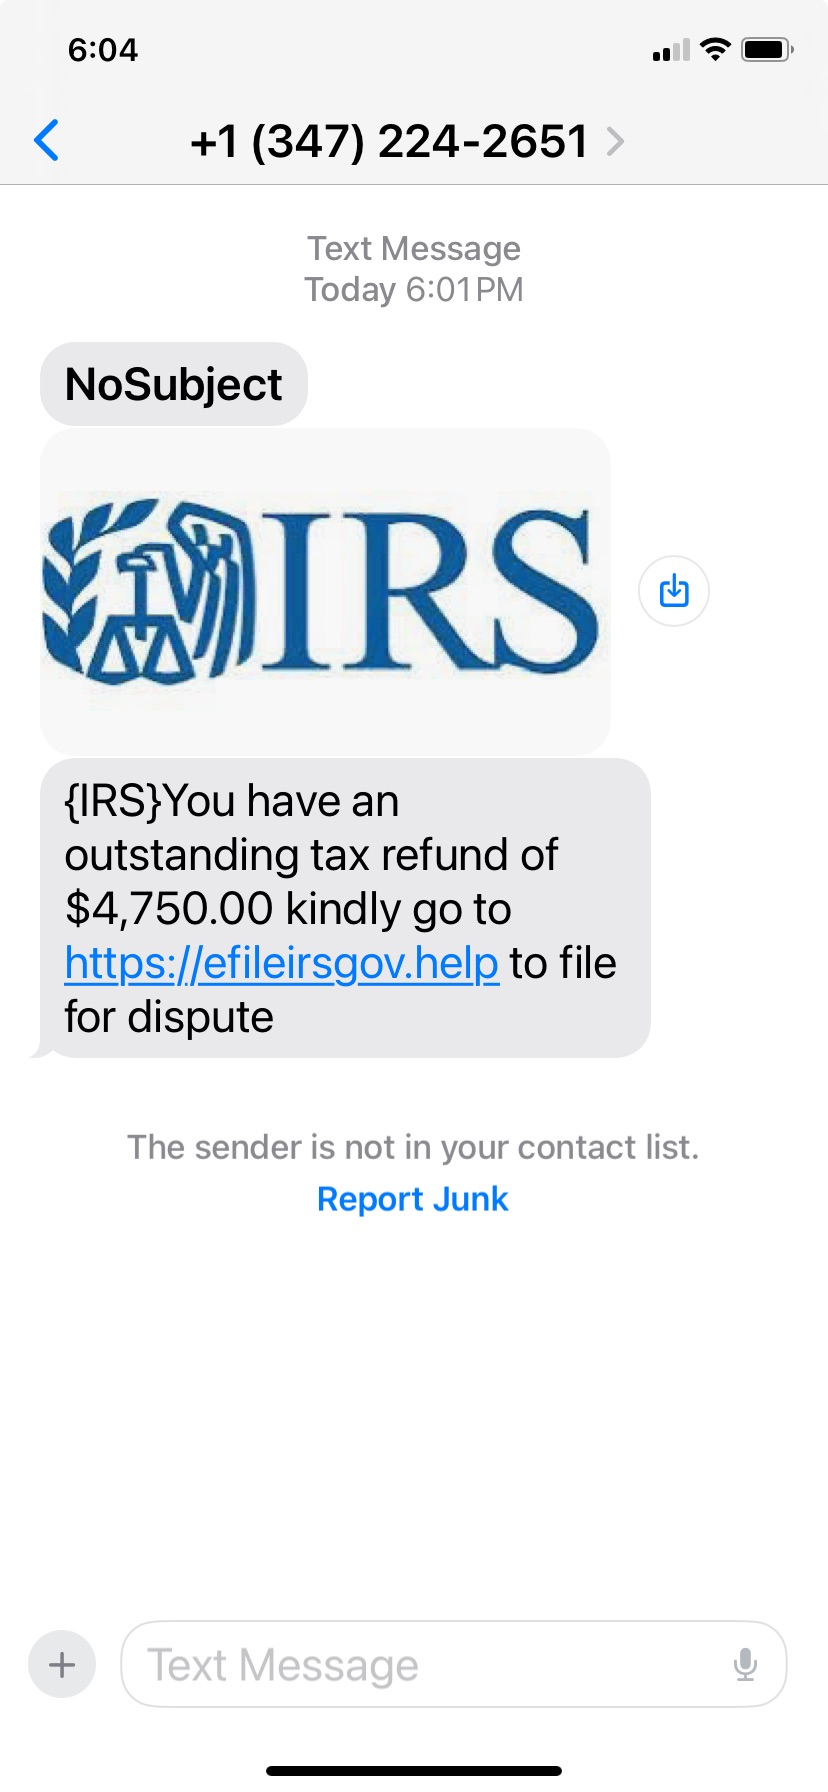 6:04
+1 (347) 224-2651
Text Message
Today 6:01 PM
NoSubject
IRS
{IRS}You have an
outstanding tax refund of
$4,750.00 kindly go to
https://efileirsgov.help to file
for dispute
The sender is not in your contact list.
Report Junk
Text Message